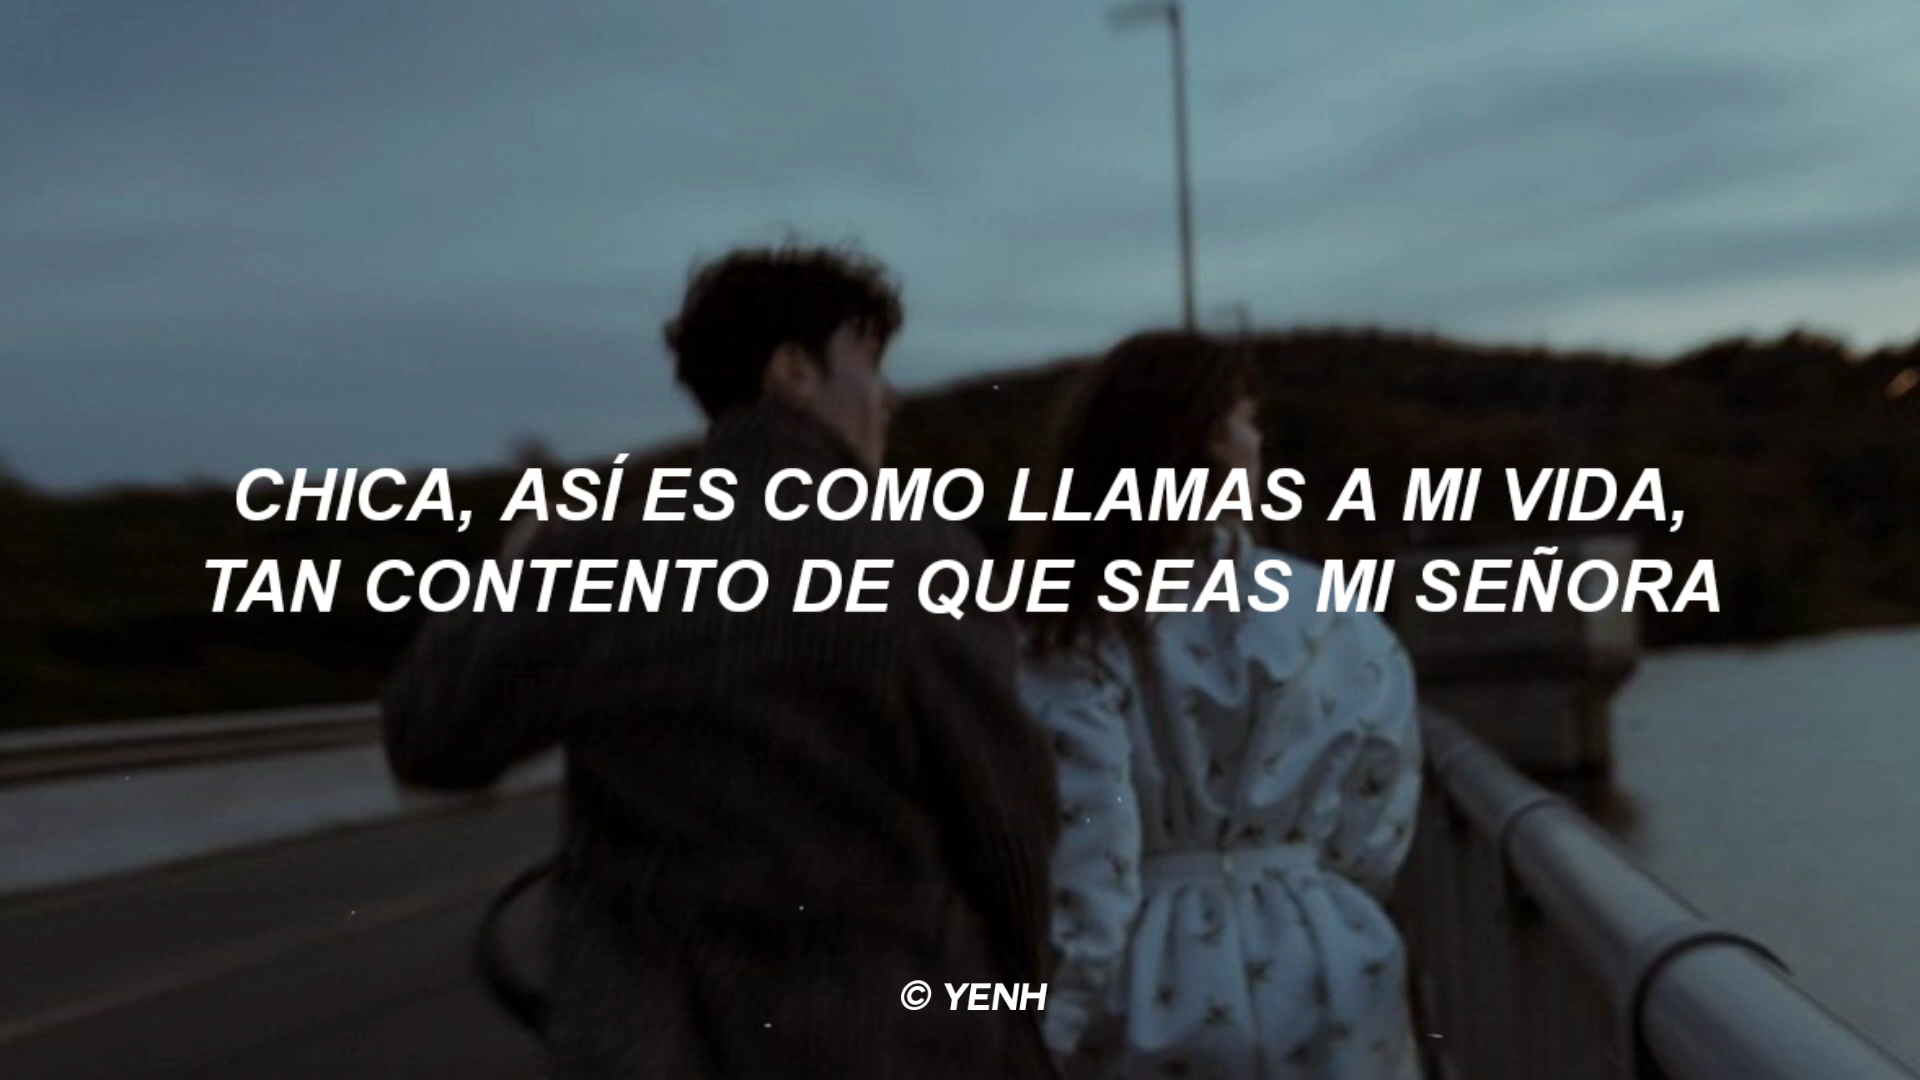 CHICA, ASÍ ES COMO LLAMAS A MI VIDA,
TAN CONTENTO DE QUE SEAS MI SEÑORA
© YENH